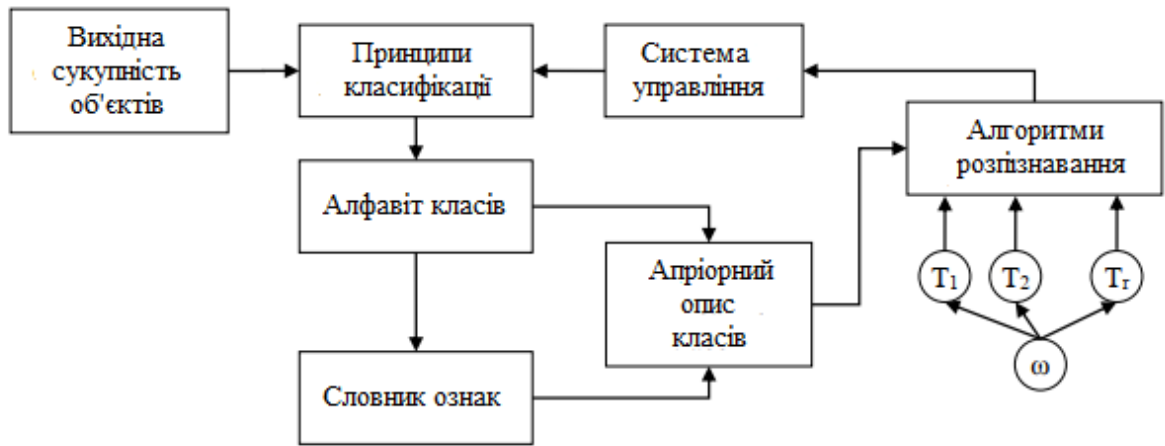 Вихідна
сукупність
об'єктів
Принципи
класифікації
Система
управління
Алгоритми
розпізнавання
Алфавіт класів
Апріорний
опис
класів
Словник ознак
T₁
T₂
Tᵣ
ω